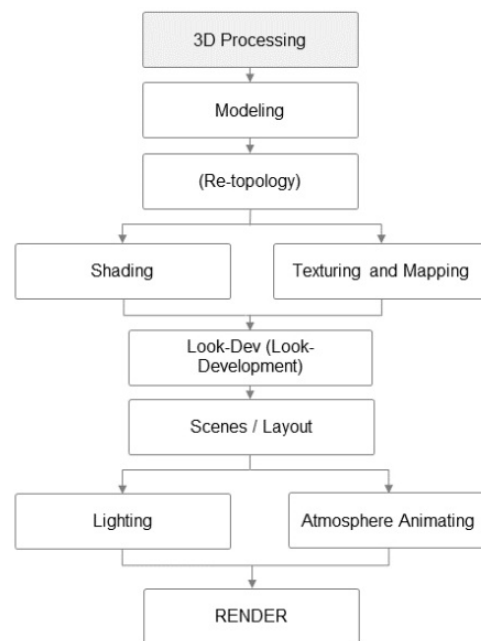 3D Processing
Modeling
(Re-topology)
Shading
Texturing and Mapping
Look-Dev (Look-
Development)
Scenes / Layout
Lighting
Atmosphere Animating
RENDER